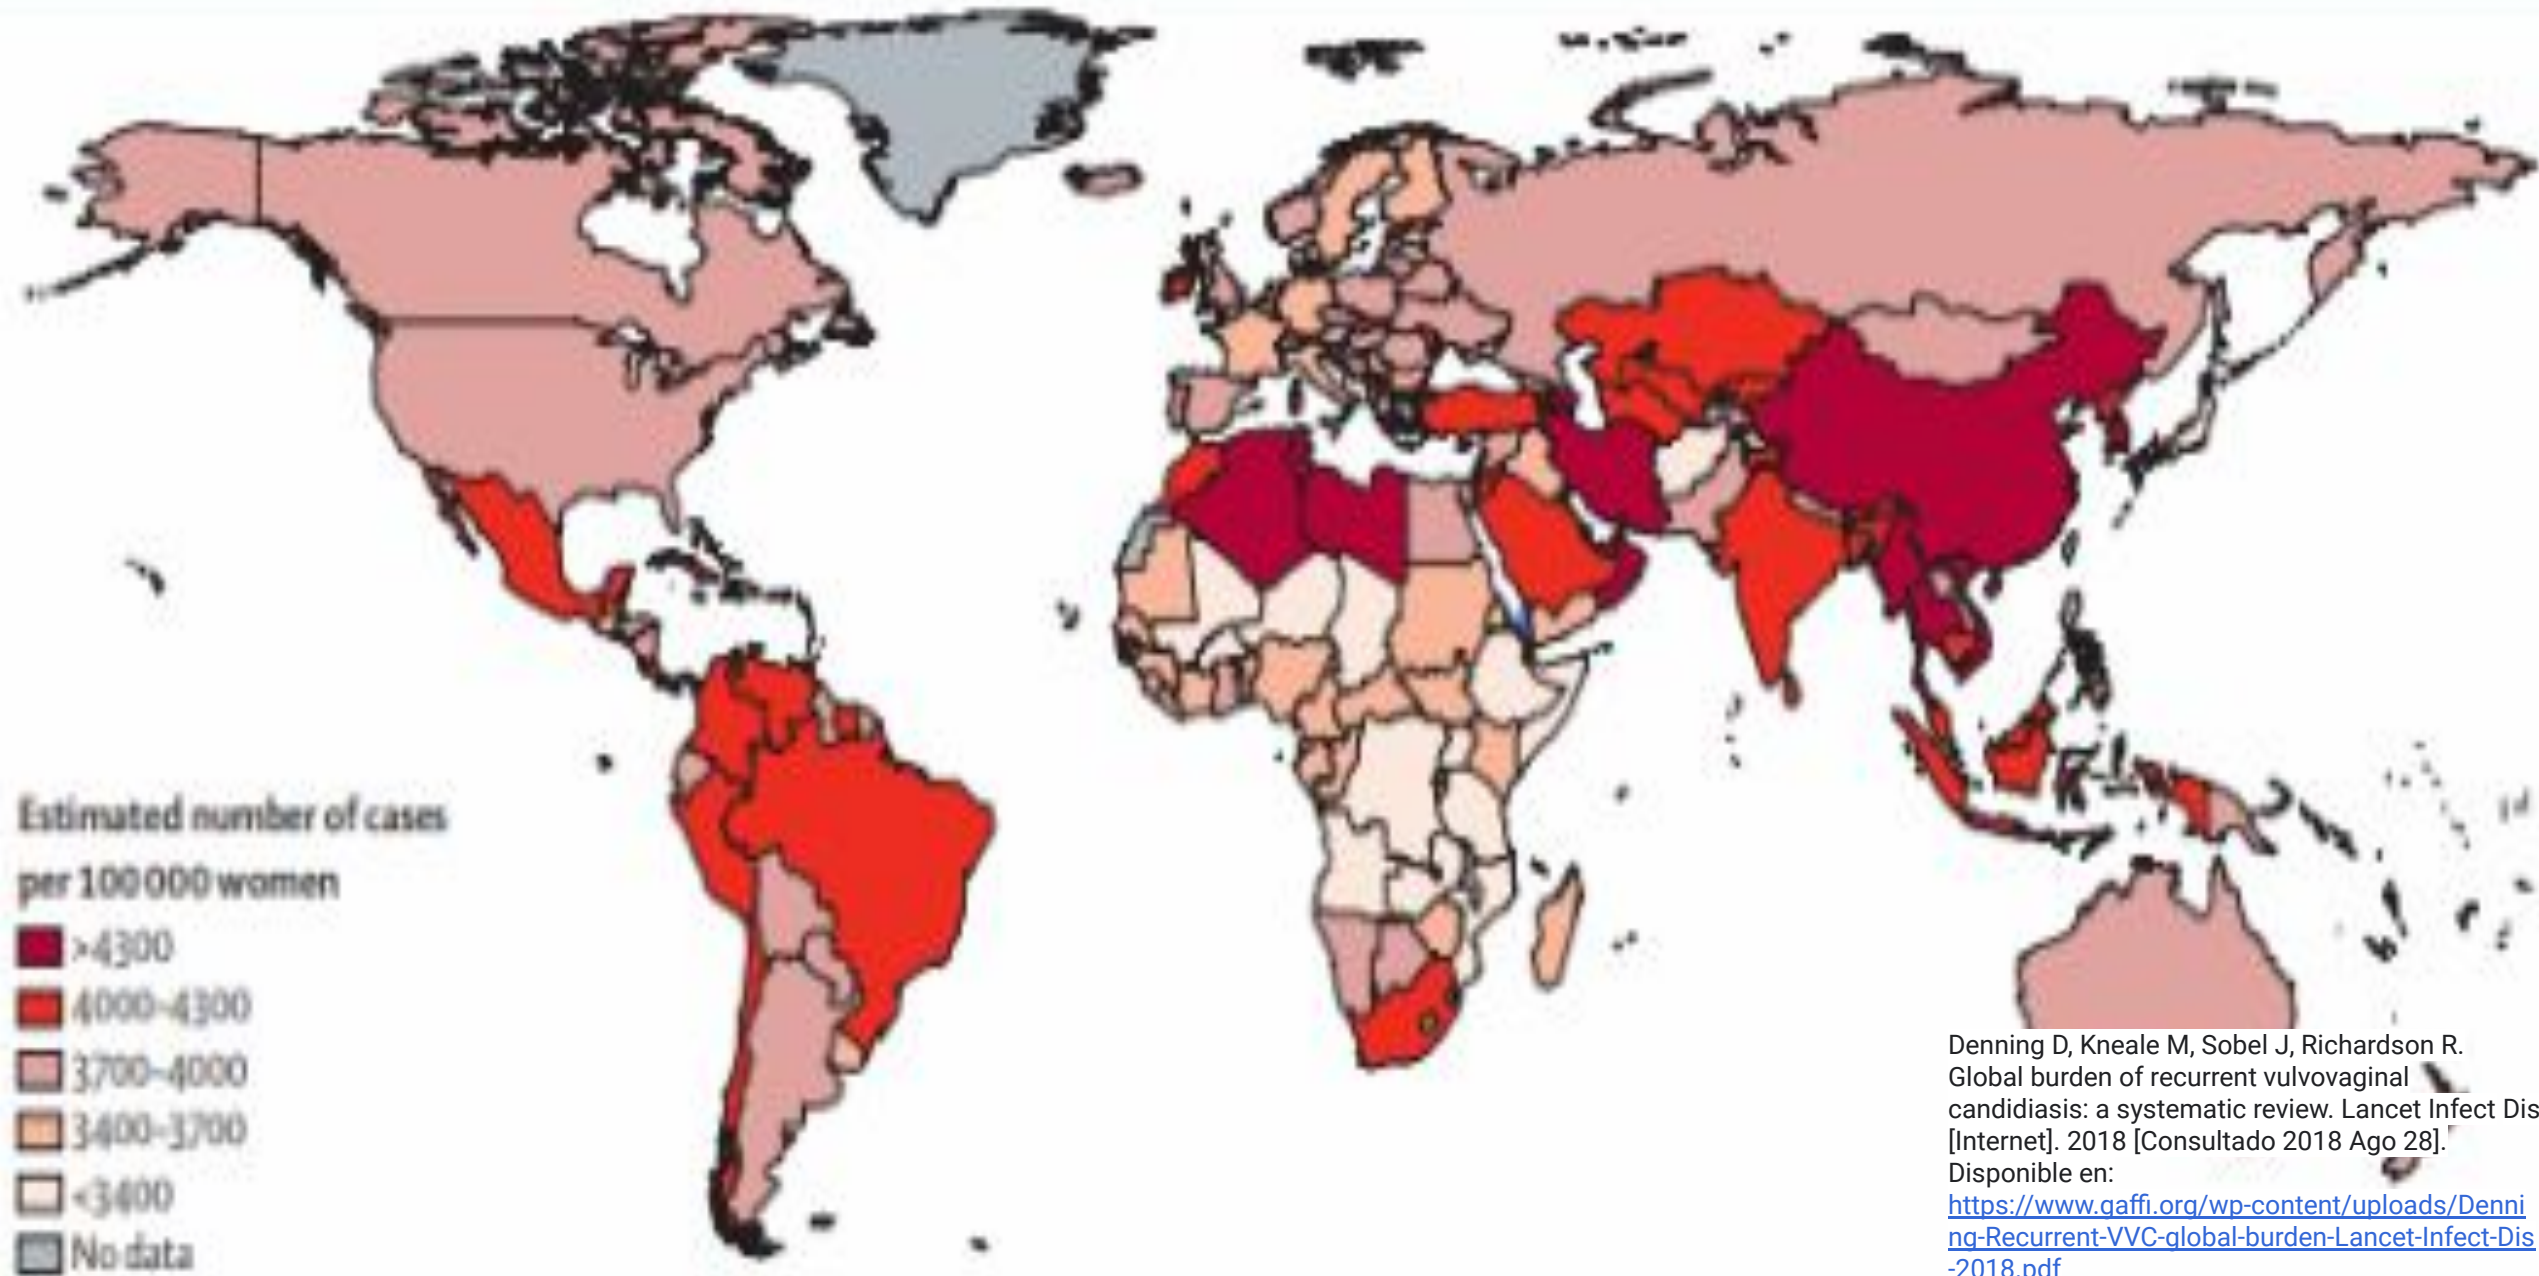 Estimated number of cases
per 100 000 women
>4300
4000-4300
3700-4000
3400-3700
<3400
No data
Denning D, Kneale M, Sobel J, Richardson R.
Global burden of recurrent vulvovaginal
candidiasis: a systematic review. Lancet Infect Dis
[Internet]. 2018 [Consultado 2018 Ago 28].
Disponible en:
https://www.gaffi.org/wp-content/uploads/Denni
ng-Recurrent-VVC-global-burden-Lancet-Infect-Dis
-2018.pdf